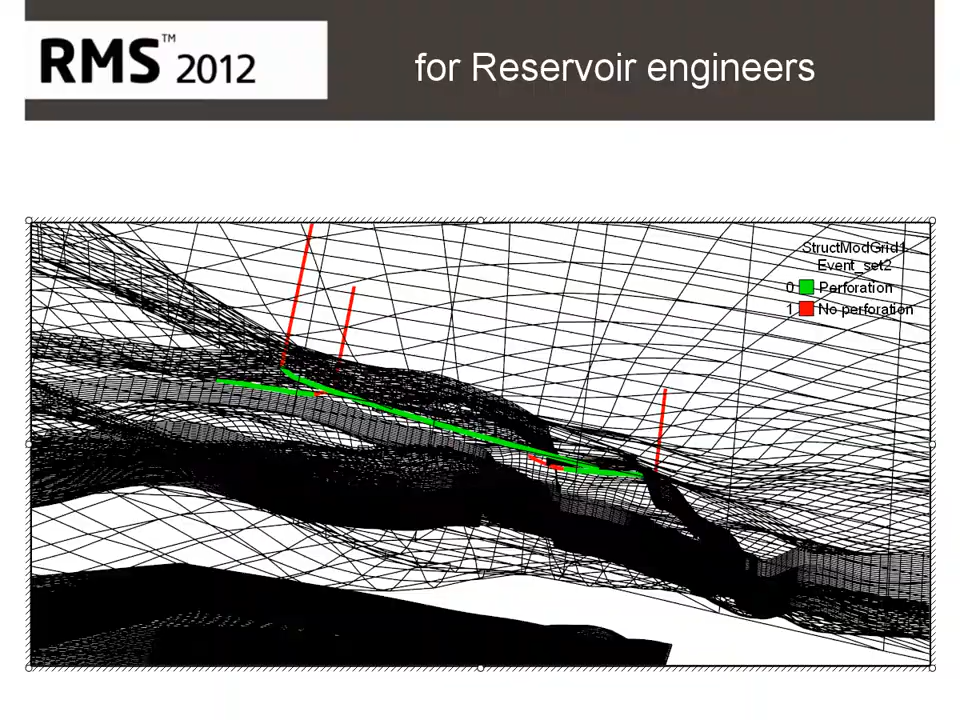 RMS™ 2012
for Reservoir engineers
StructModGrid1
Event_set2
0 Perforation
1 No perforation